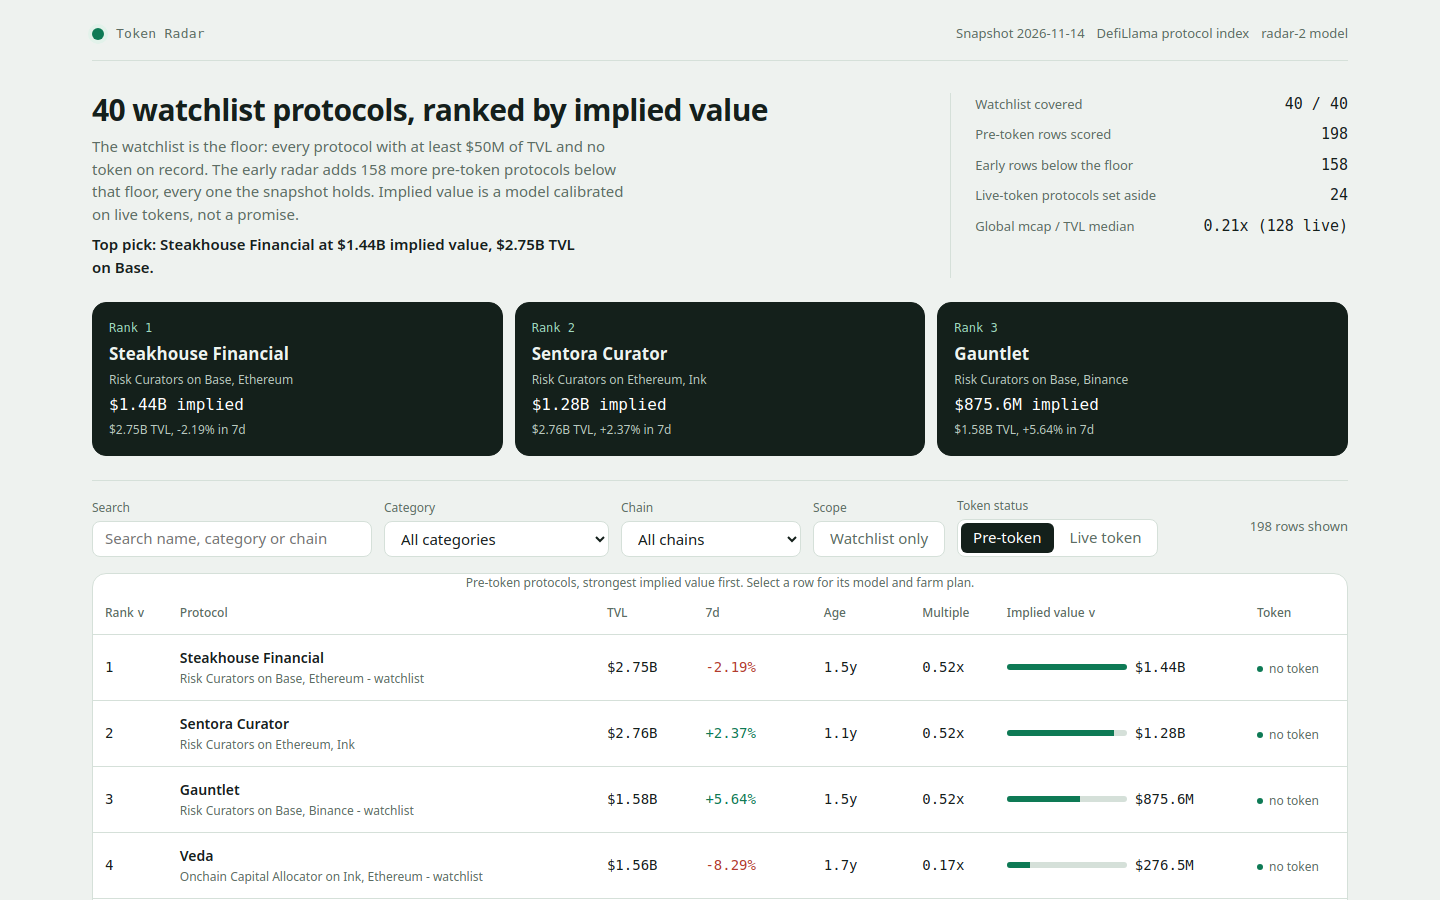 Token Radar
Snapshot 2026-11-14 DefiLlama protocol index radar-2 model
40 watchlist protocols, ranked by implied value
The watchlist is the floor: every protocol with at least $50M of TVL and no
token on record. The early radar adds 158 more pre-token protocols below
that floor, every one the snapshot holds. Implied value is a model calibrated
on live tokens, not a promise.
Top pick: Steakhouse Financial at $1.44B implied value, $2.75B TVL
on Base.
Watchlist covered 40 / 40
Pre-token rows scored 198
Early rows below the floor 158
Live-token protocols set aside 24
Global mcap / TVL median 0.21x (128 live)
Rank 1
Steakhouse Financial
Risk Curators on Base, Ethereum
$1.44B implied
$2.75B TVL, -2.19% in 7d
Rank 2
Sentora Curator
Risk Curators on Ethereum, Ink
$1.28B implied
$2.76B TVL, +2.37% in 7d
Rank 3
Gauntlet
Risk Curators on Base, Binance
$875.6M implied
$1.58B TVL, +5.64% in 7d
Search
Search name, category or chain
Category
All categories
Chain
All chains
Scope
Watchlist only
Token status
Pre-token Live token
198 rows shown
Pre-token protocols, strongest implied value first. Select a row for its model and farm plan.
Rank v Protocol TVL 7d Age Multiple Implied value v Token
1 Steakhouse Financial $2.75B -2.19% 1.5y 0.52x $1.44B no token
Risk Curators on Base, Ethereum - watchlist
2 Sentora Curator $2.76B +2.37% 1.1y 0.52x $1.28B no token
Risk Curators on Ethereum, Ink
3 Gauntlet $1.58B +5.64% 1.5y 0.52x $875.6M no token
Risk Curators on Base, Binance - watchlist
4 Veda $1.56B -8.29% 1.7y 0.17x $276.5M no token
Onchain Capital Allocator on Ink, Ethereum - watchlist